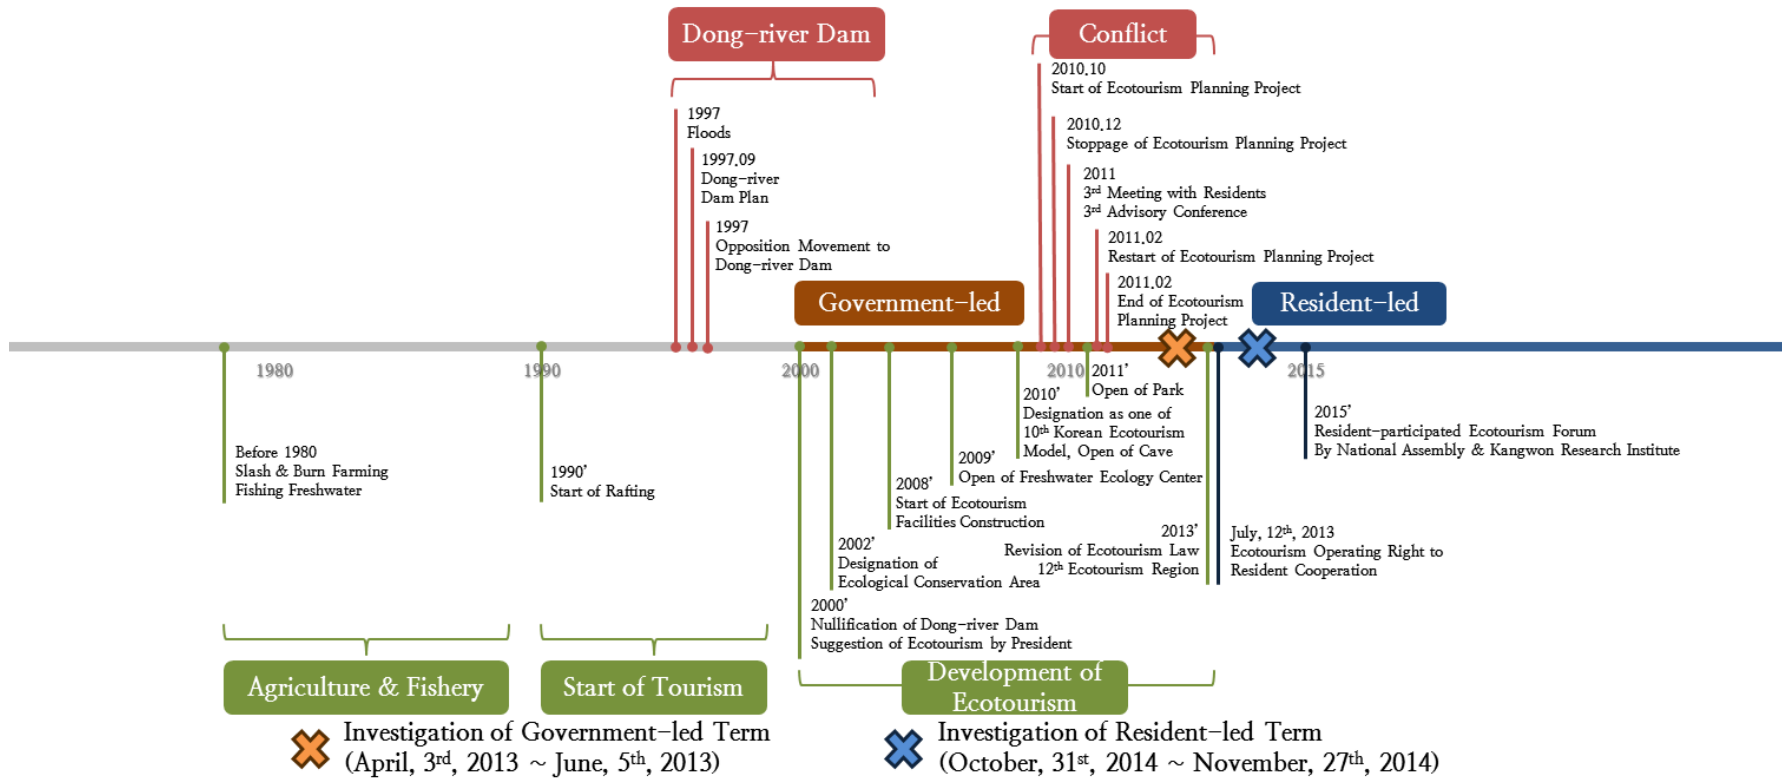 Dong-river Dam
Conflict
1997
Floods
1997.09
Dong-river
Dam Plan
1997
Opposition Movement to
Dong-river Dam
2010.10
Start of Ecotourism Planning Project
2010.12
Stoppage of Ecotourism Planning Project
2011
3rd Meeting with Residents
3rd Advisory Conference
2011.02
Restart of Ecotourism Planning Project
2011.02
End of Ecotourism
Planning Project
Government-led
Resident-led
1980
1990
2000
2010
2015
Before 1980
Slash & Burn Farming
Fishing Freshwater
1990'
Start of Rafting
2000'
Nullification of Dong-river Dam
Suggestion of Ecotourism by President
2002'
Designation of
Ecological Conservation Area
2008'
Start of Ecotourism
Facilities Construction
2009'
Open of Freshwater Ecology Center
2010'
Designation as one of
10th Korean Ecotourism
Model, Open of Cave
2011'
Open of Park
2013'
Revision of Ecotourism Law
12th Ecotourism Region
July, 12th, 2013
Ecotourism Operating Right to
Resident Cooperation
2015'
Resident-participated Ecotourism Forum
By National Assembly & Kangwon Research Institute
Agriculture & Fishery
Start of Tourism
Development of
Ecotourism
Investigation of Government-led Term
(April, 3rd, 2013 ~ June, 5th, 2013)
Investigation of Resident-led Term
(October, 31st, 2014 ~ November, 27th, 2014)